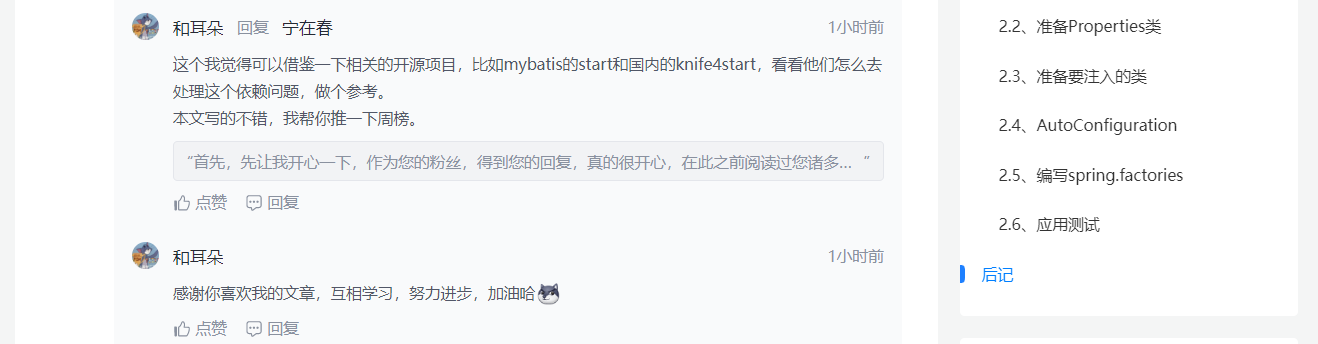 和耳朵 回复 宁在春 1小时前
这个我觉得可以借鉴一下相关的开源项目，比如mybatis的start和国内的knife4start，看看他们怎么去
处理这个依赖问题，做个参考。
本文写的不错，我帮你推一下周榜。
“首先，先让我开心一下，作为您的粉丝，得到您的回复，真的很开心，在此之前阅读过您诸多... ”
点赞 回复
和耳朵 1小时前
感谢你喜欢我的文章，互相学习，努力进步，加油哈
点赞 回复
2.2、准备Properties类
2.3、准备要注入的类
2.4、AutoConfiguration
2.5、编写spring.factories
2.6、应用测试
后记